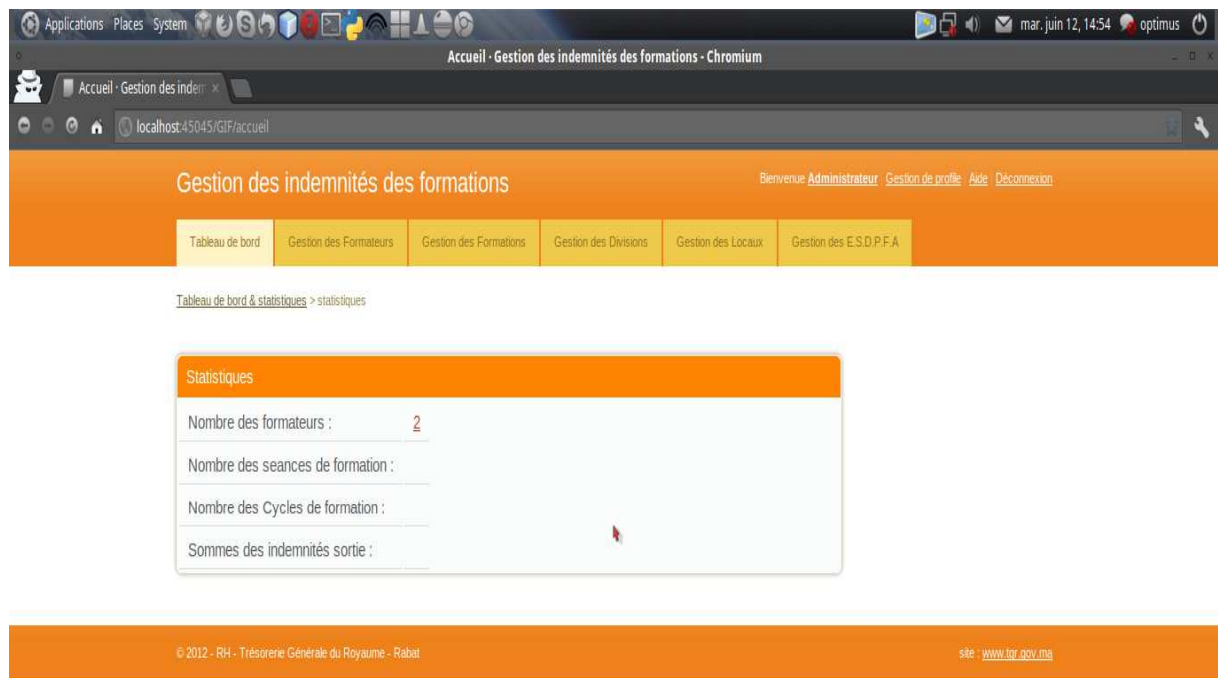 Applications Places System mar. juin 12, 14:54 optimus
Accueil · Gestion des indemnités des formations - Chromium
Accueil · Gestion des indem
localhost:45045/GIF/accueil
Gestion des indemnités des formations
Bienvenue Administrateur | Gestion de profile | Aide | Déconnexion
Tableau de bord Gestion des Formateurs Gestion des Formations Gestion des Divisions Gestion des Locaux Gestion des E.S.D.P.F.A
Tableau de bord & statistiques > statistiques
Statistiques
Nombre des formateurs : 2
Nombre des seances de formation :
Nombre des Cycles de formation :
Sommes des indemnités sortie :
© 2012 - RH - Trésorerie Générale du Royaume - Rabat
site : www.tgr.gov.ma